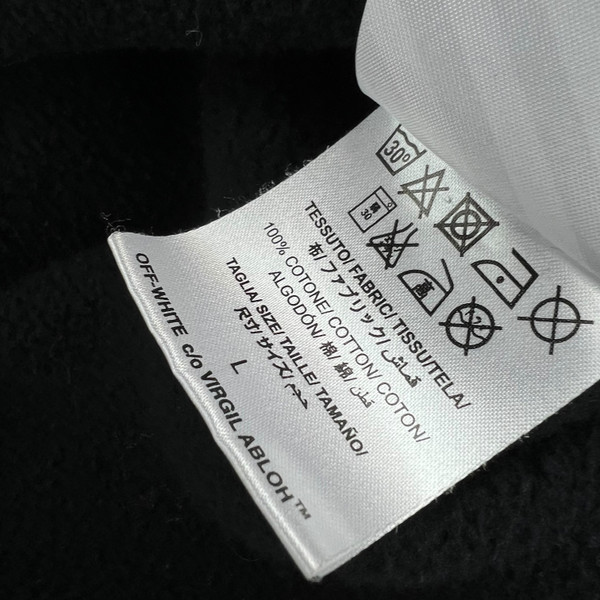 30°
30
TESSUTO/ FABRIC/ TISSU/TELA/
布/ファブリック/ قماش/
100% COTONE/ COTTON/ COTON/
ALGODÓN/ 棉/ 綿/ قطن
TAGLIA/ SIZE/ TAILLE/ TAMAÑO/
尺寸/ サイズ/ حجم
L
OFF-WHITE c/o VIRGIL ABLOH™